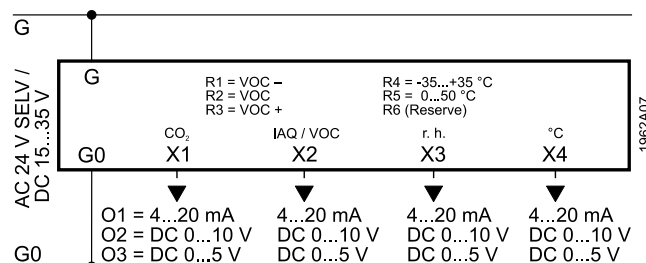 G
AC 24 V SELV /
DC 15...35 V
G
R1 = VOC –
R2 = VOC
R3 = VOC +
R4 = -35...+35 °C
R5 = 0...50 °C
R6 (Reserve)
CO₂ IAQ / VOC r. h. °C
G0 X1 X2 X3 X4
1962A07
O1 = 4...20 mA 4...20 mA 4...20 mA 4...20 mA
O2 = DC 0...10 V DC 0...10 V DC 0...10 V DC 0...10 V
O3 = DC 0...5 V DC 0...5 V DC 0...5 V DC 0...5 V
G0